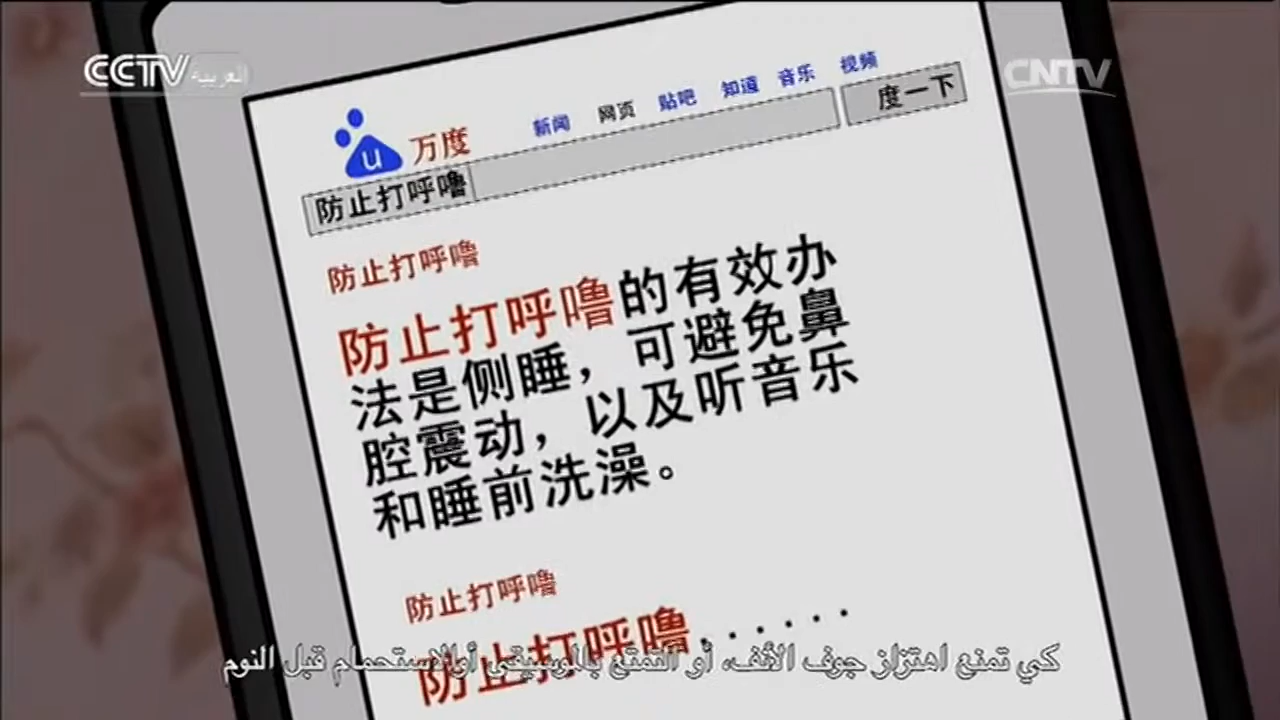 CCTV العربية
CNTV
新闻 网页 贴吧 知道 音乐 视频
u 万度
防止打呼噜
度一下
防止打呼噜
防止打呼噜的有效办
法是侧睡，可避免鼻
腔震动，以及听音乐
和睡前洗澡。
防止打呼噜
防止打呼噜······
كي تمنع اهتزاز جوف الأنف، أو التمتع بالموسيقى أوالاستحمام قبل النوم